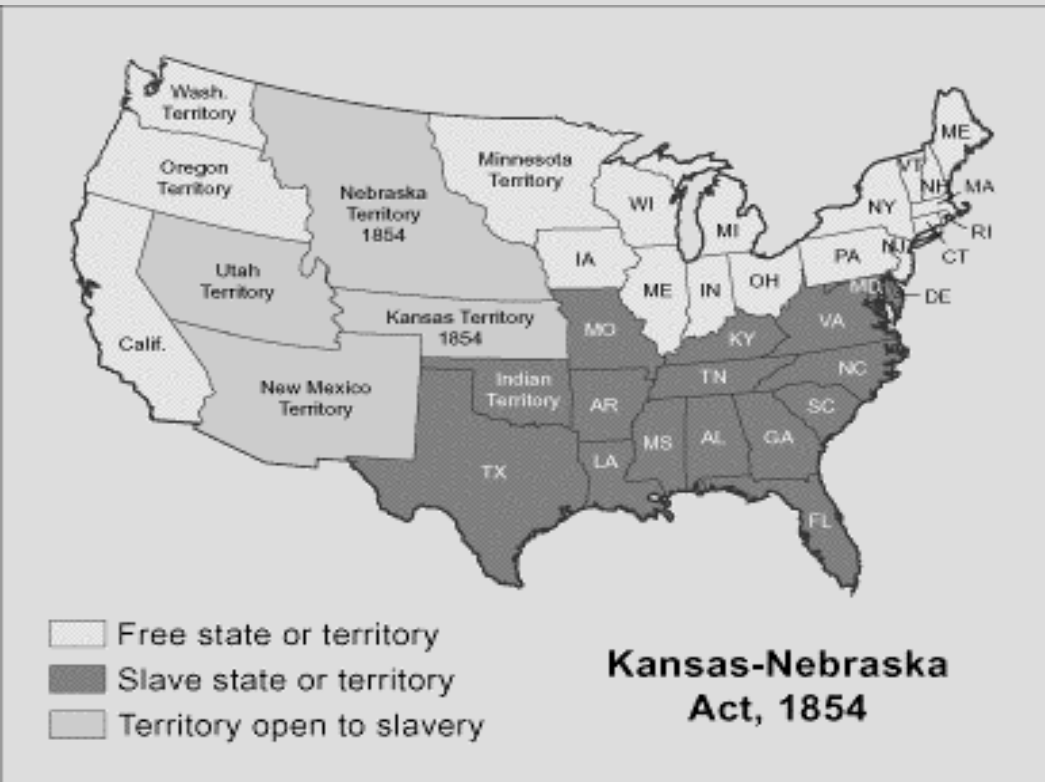 Wash.
Territory
Oregon
Territory
Nebraska
Territory
1854
Minnesota
Territory
ME
VT
NH
MA
WI
NY
MI
RI
CT
Utah
Territory
IA
PA
NJ
ME
IN
OH
MD
DE
Kansas Territory
1854
MO
VA
KY
Calif.
NC
New Mexico
Territory
Indian
Territory
TN
AR
SC
MS
AL
GA
LA
TX
FL
Free state or territory
Slave state or territory
Territory open to slavery
Kansas-Nebraska
Act, 1854